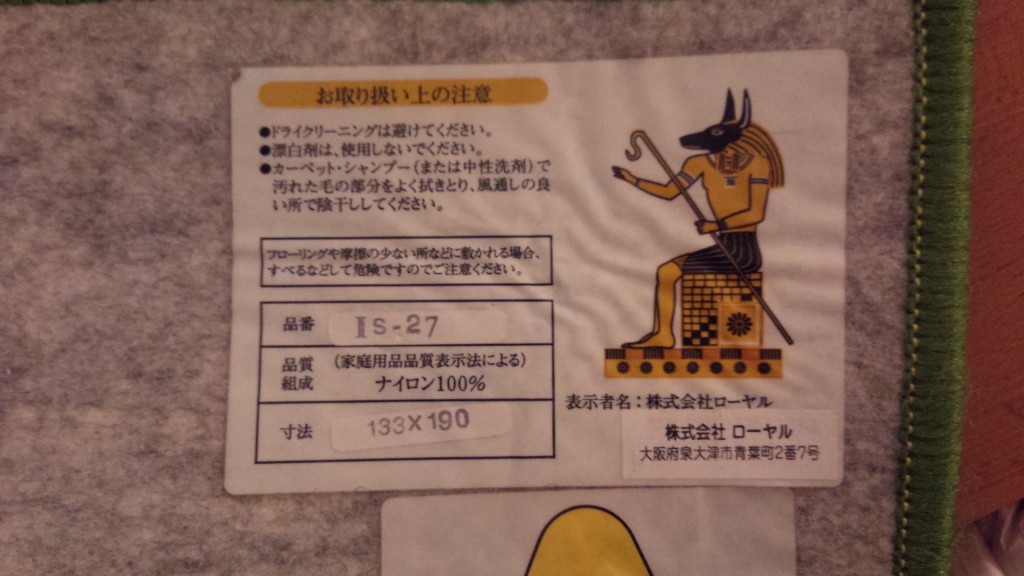 お取り扱い上の注意
●ドライクリーニングは避けてください。
●漂白剤は、使用しないでください。
●カーペット・シャンプー(または中性洗剤)で
汚れた毛の部分をよく拭きとり、風通しの良
い所で陰干ししてください。
フローリングや摩擦の少ない所などに敷かれる場合、
すべるなどして危険ですのでご注意ください。
品番 IS-27
品質 (家庭用品品質表示法による)
組成 ナイロン100%
寸法 133×190
表示者名:株式会社ローヤル
株式会社 ローヤル
大阪府泉大津市青葉町2番7号